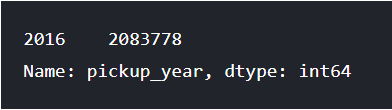 2016    2083778
Name: pickup_year, dtype: int64